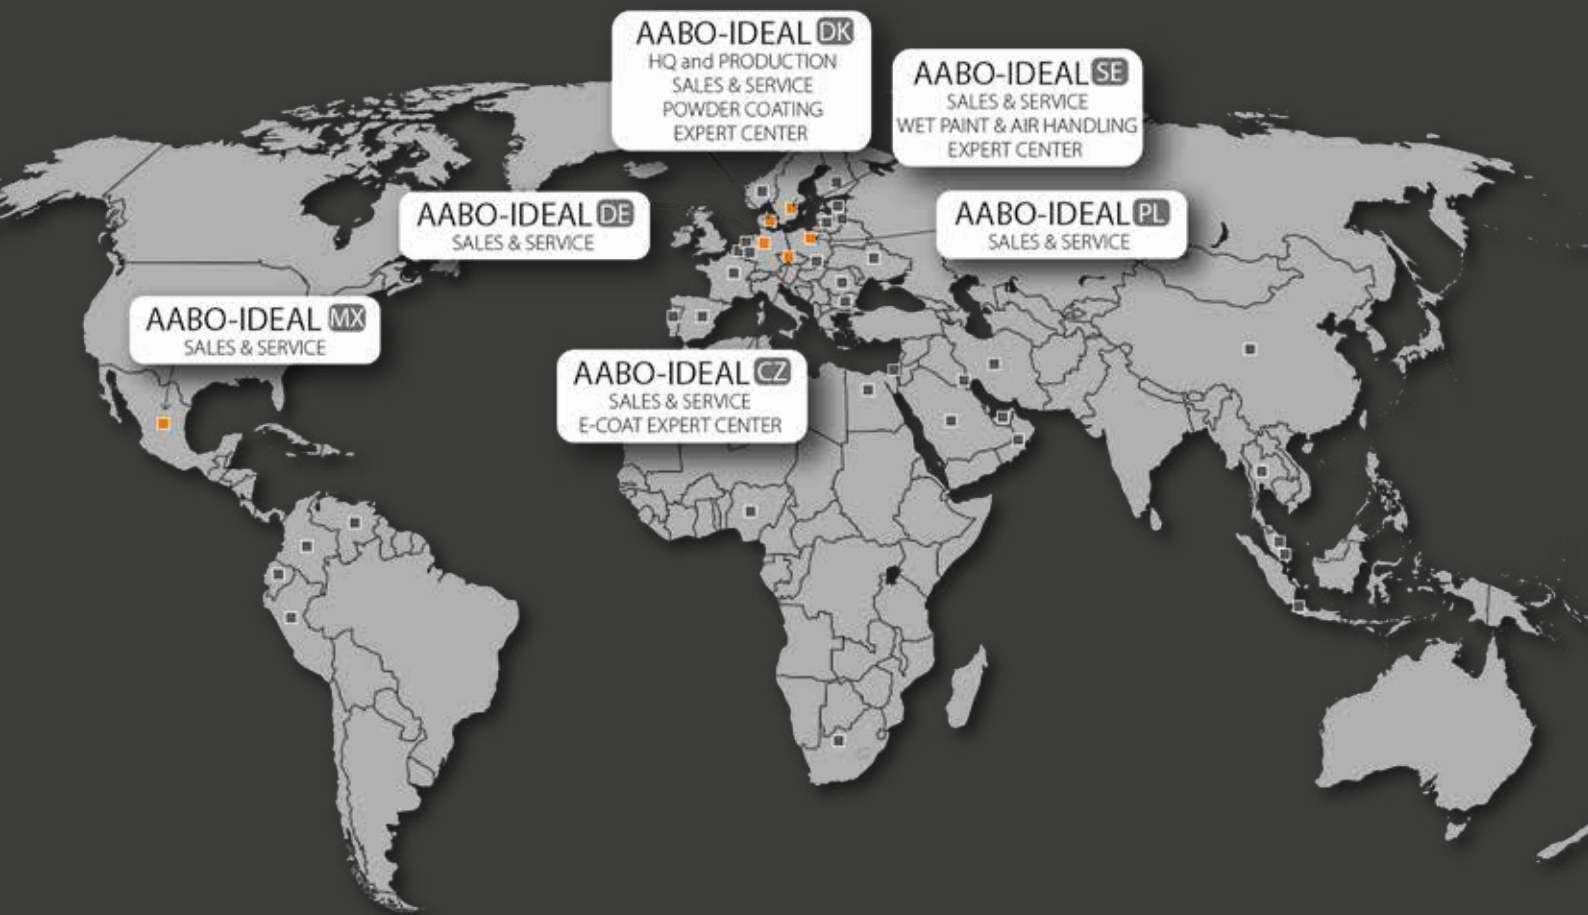 AABO-IDEAL DK
HQ and PRODUCTION
SALES & SERVICE
POWDER COATING
EXPERT CENTER
AABO-IDEAL SE
SALES & SERVICE
WET PAINT & AIR HANDLING
EXPERT CENTER
AABO-IDEAL DE
SALES & SERVICE
AABO-IDEAL PL
SALES & SERVICE
AABO-IDEAL MX
SALES & SERVICE
AABO-IDEAL CZ
SALES & SERVICE
E-COAT EXPERT CENTER